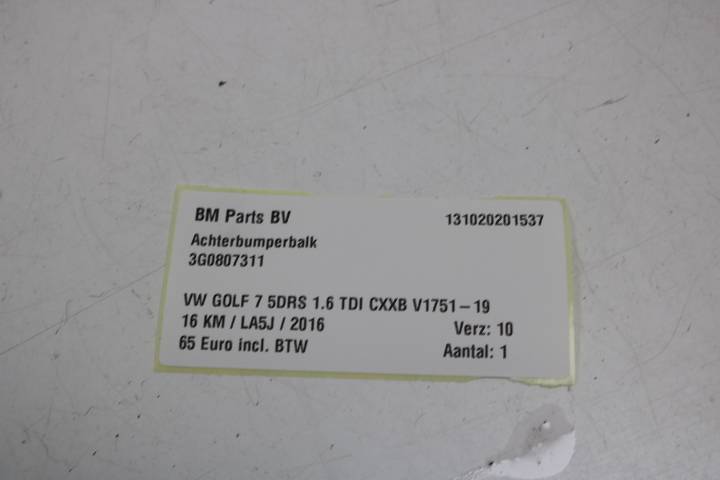 BM Parts BV 131020201537
Achterbumperbalk
3G0807311
VW GOLF 7 5DRS 1.6 TDI CXXB V1751-19
16 KM / LA5J / 2016 Verz: 10
65 Euro incl. BTW Aantal: 1